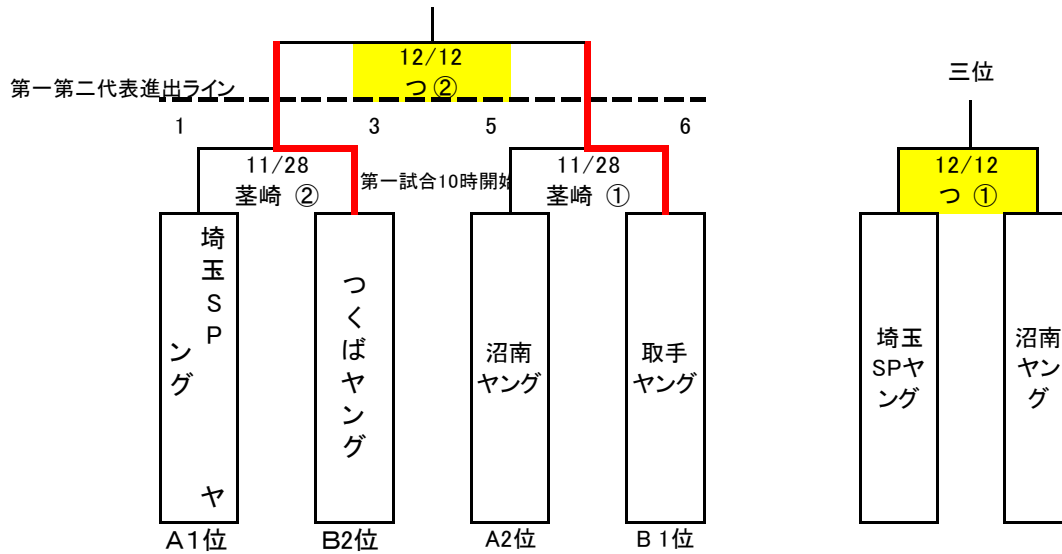 12/12
つ ②
第一第二代表進出ライン
三位
1
3
5
6
11/28
茎崎 ②
第一試合10時開始
11/28
茎崎 ①
12/12
つ ①
埼玉SP ヤ
ング
つくばヤング
沼南
ヤング
取手
ヤング
埼玉
SPヤ
ング
沼南
ヤン
グ
A1位
B2位
A2位
B 1位